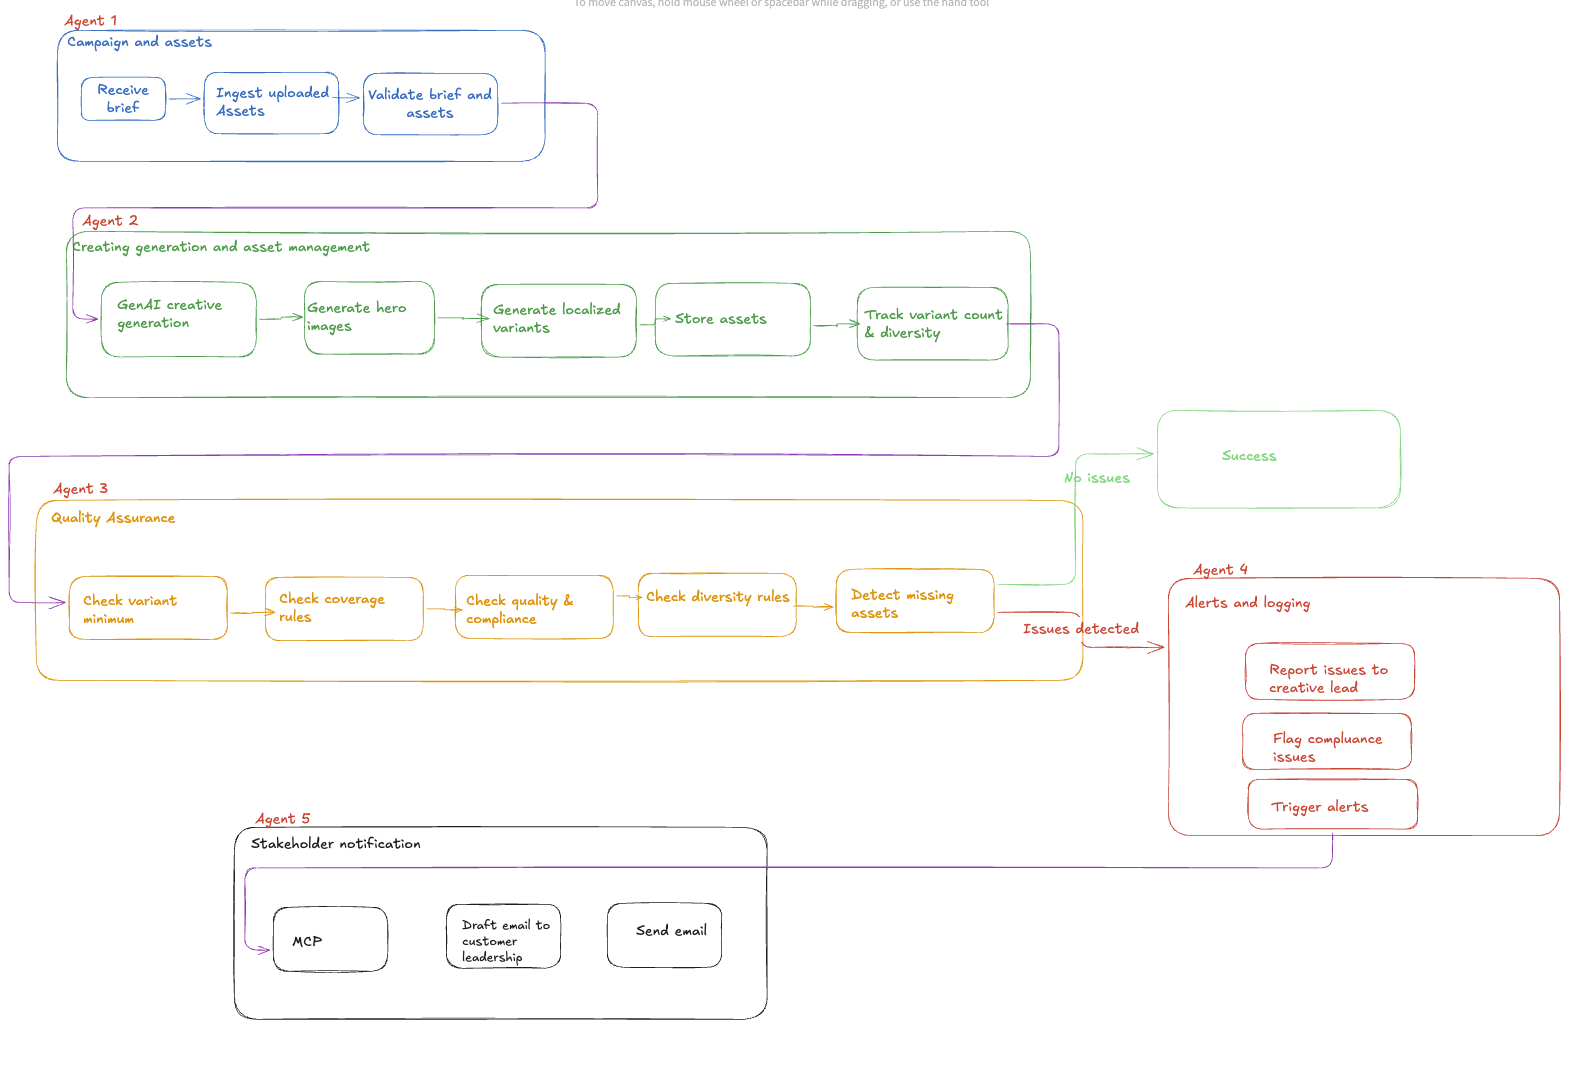 To move canvas, hold mouse wheel or spacebar while dragging, or use the hand tool
Agent 1
Campaign and assets
Receive
brief
Ingest uploaded
Assets
Validate brief and
assets
Agent 2
Creating generation and asset management
GenAI creative
generation
Generate hero
images
Generate localized
variants
Store assets
Track variant count
& diversity
No issues
Success
Agent 3
Quality Assurance
Check variant
minimum
Check coverage
rules
Check quality &
compliance
Check diversity rules
Detect missing
assets
Issues detected
Agent 4
Alerts and logging
Report issues to
creative lead
Flag compluance
issues
Trigger alerts
Agent 5
Stakeholder notification
MCP
Draft email to
customer
leadership
Send email